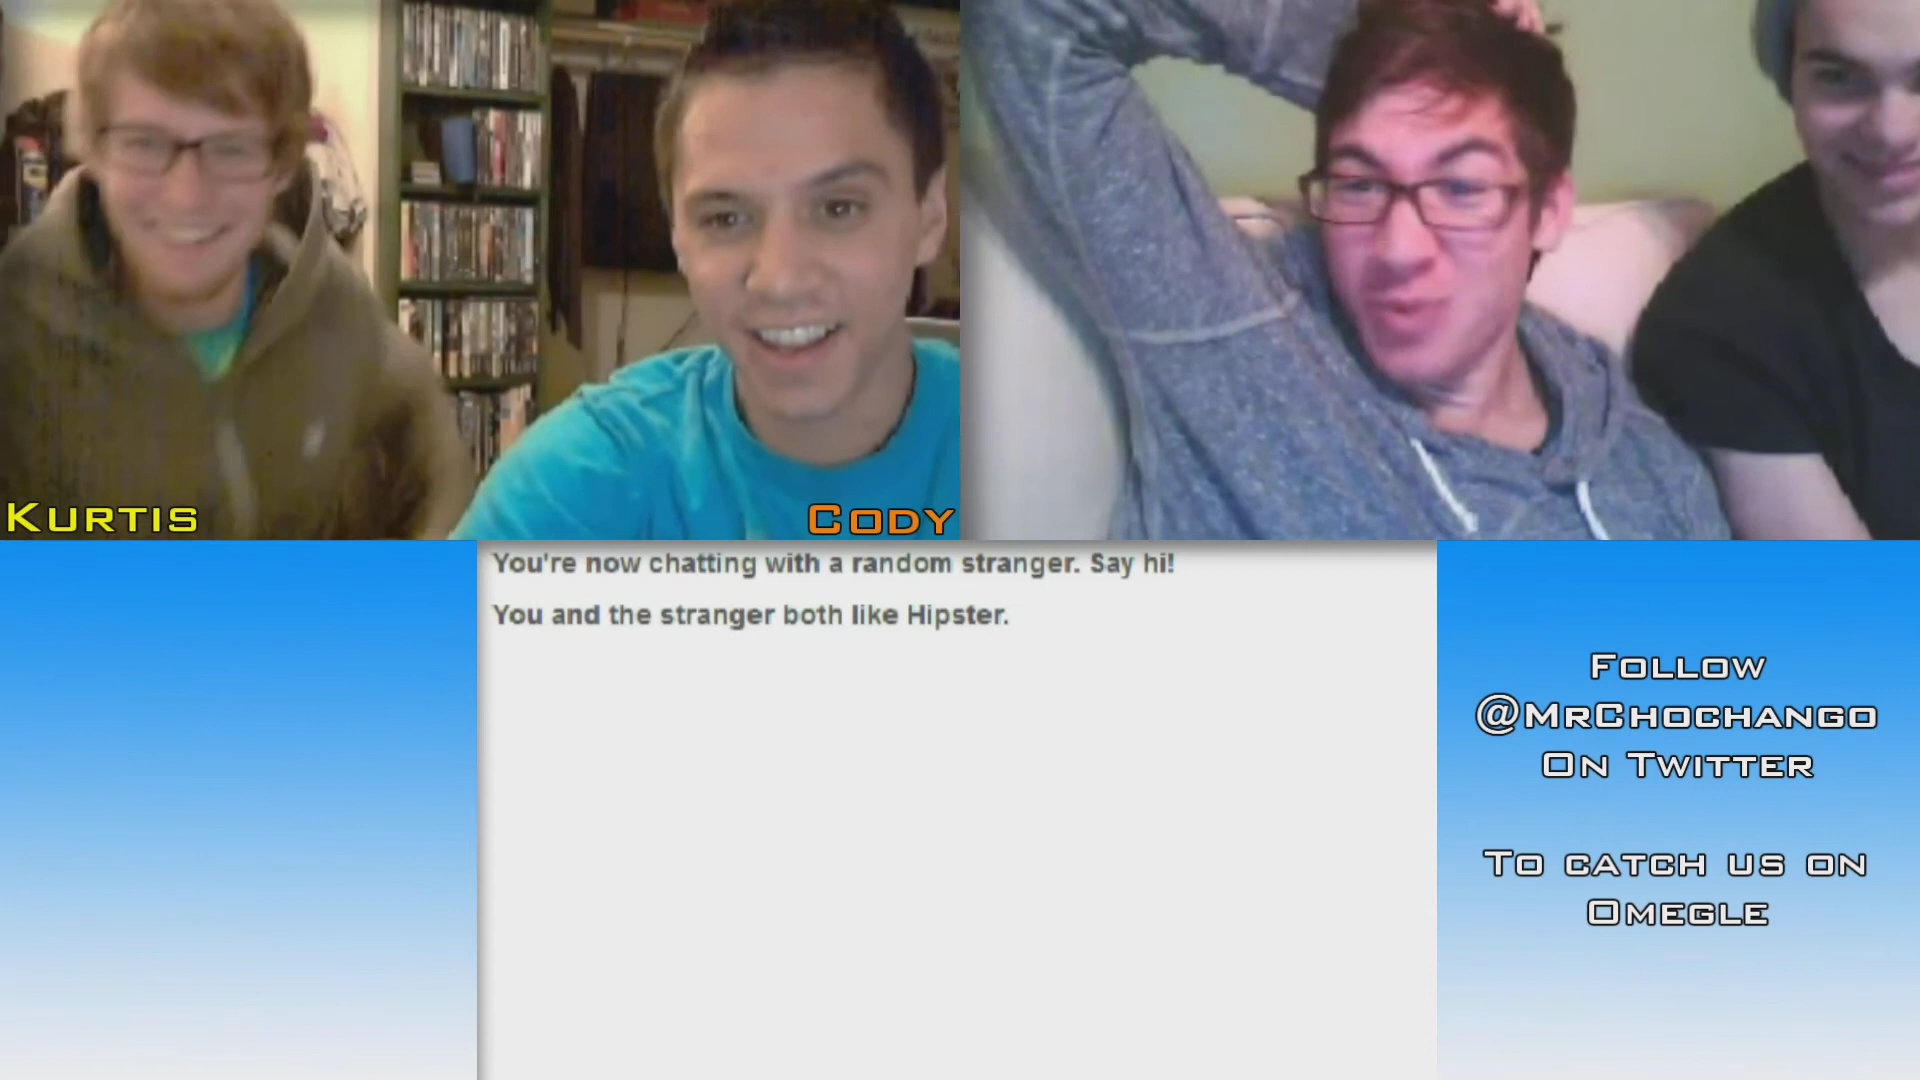 KURTIS
CODY
You're now chatting with a random stranger. Say hi!
You and the stranger both like Hipster.
FOLLOW
@MRCHOCHANGO
ON TWITTER
TO CATCH US ON
OMEGLE